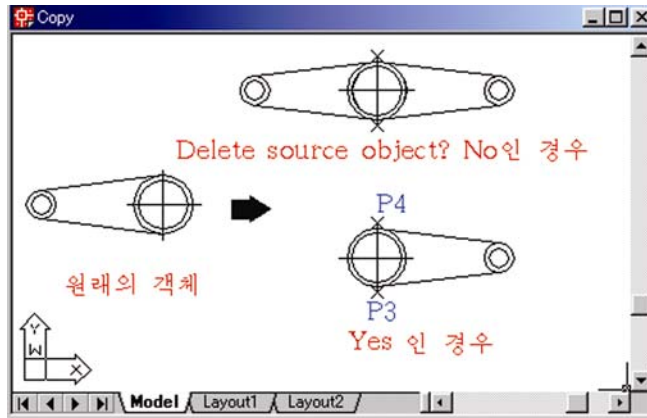 Copy
Delete source object? No인 경우
P4
원래의 객체
P3
Yes 인 경우
Y
W
X
Model Layout1 Layout2